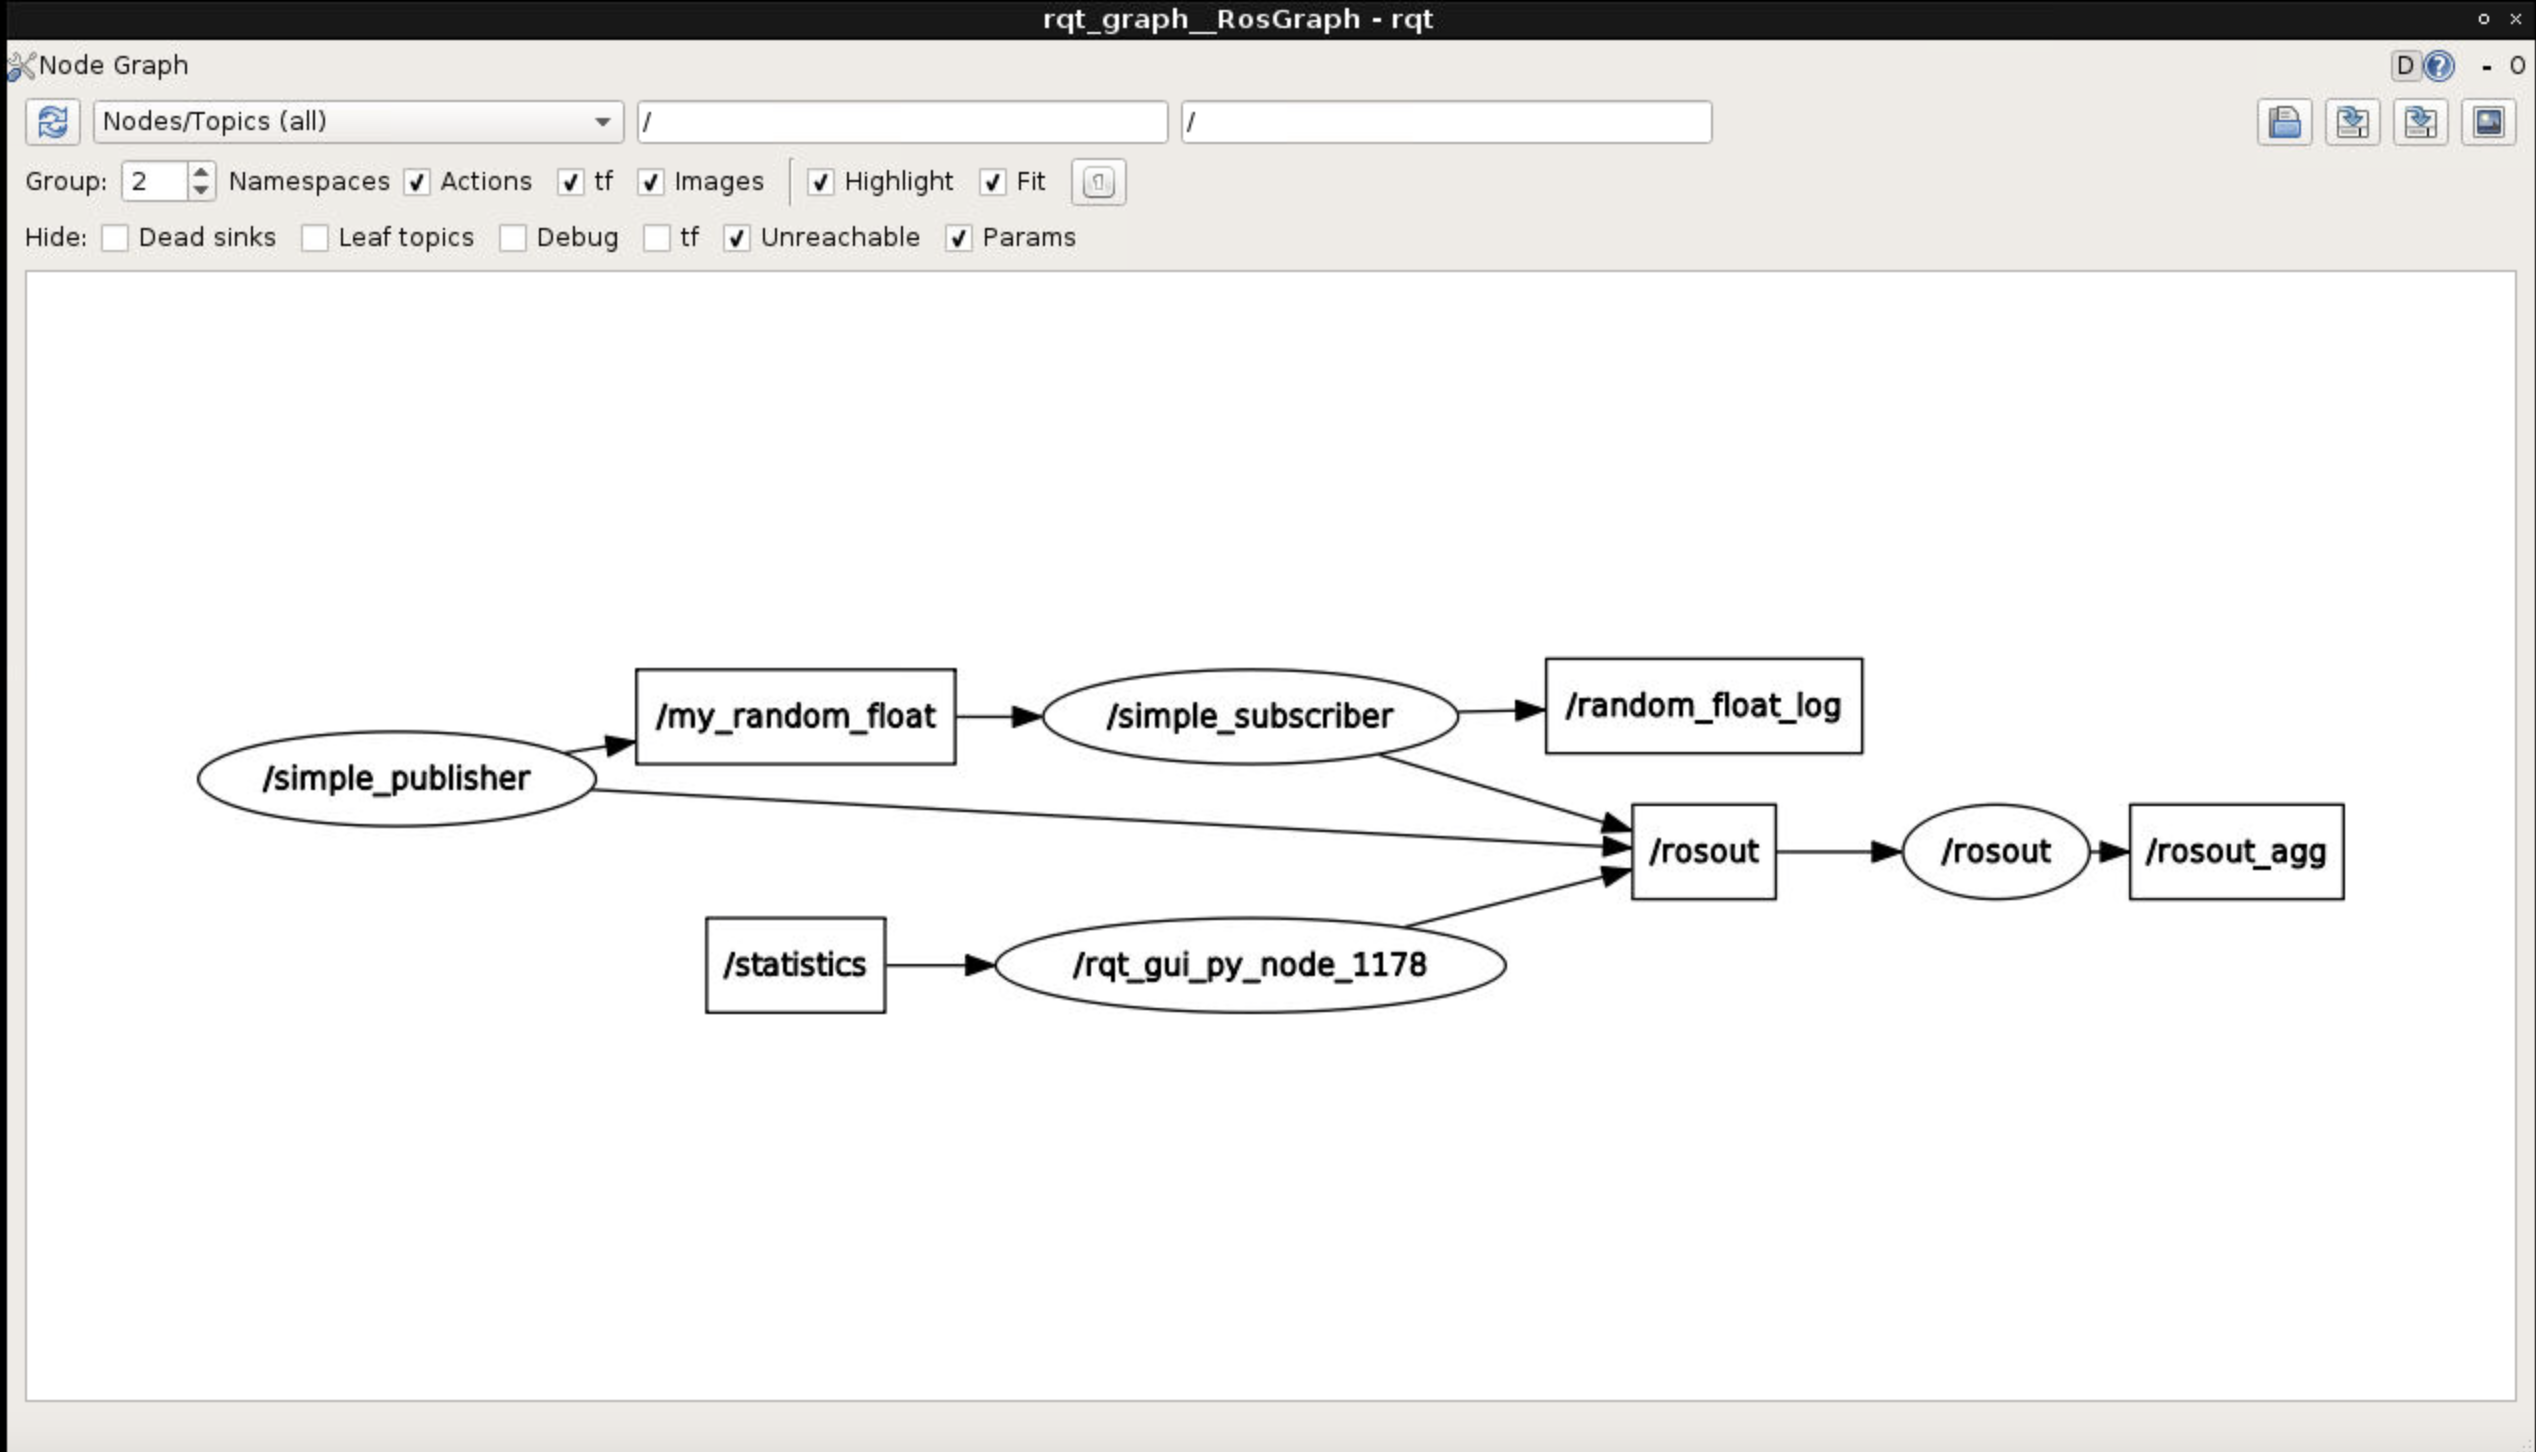 rqt_graph__RosGraph - rqt
Node Graph
D ? - O
Nodes/Topics (all) / /
Group: 2 Namespaces Actions tf Images Highlight Fit
Hide: Dead sinks Leaf topics Debug tf Unreachable Params
/random_float_log
/my_random_float
/simple_subscriber
/simple_publisher
/rosout
/rosout
/rosout_agg
/statistics
/rqt_gui_py_node_1178